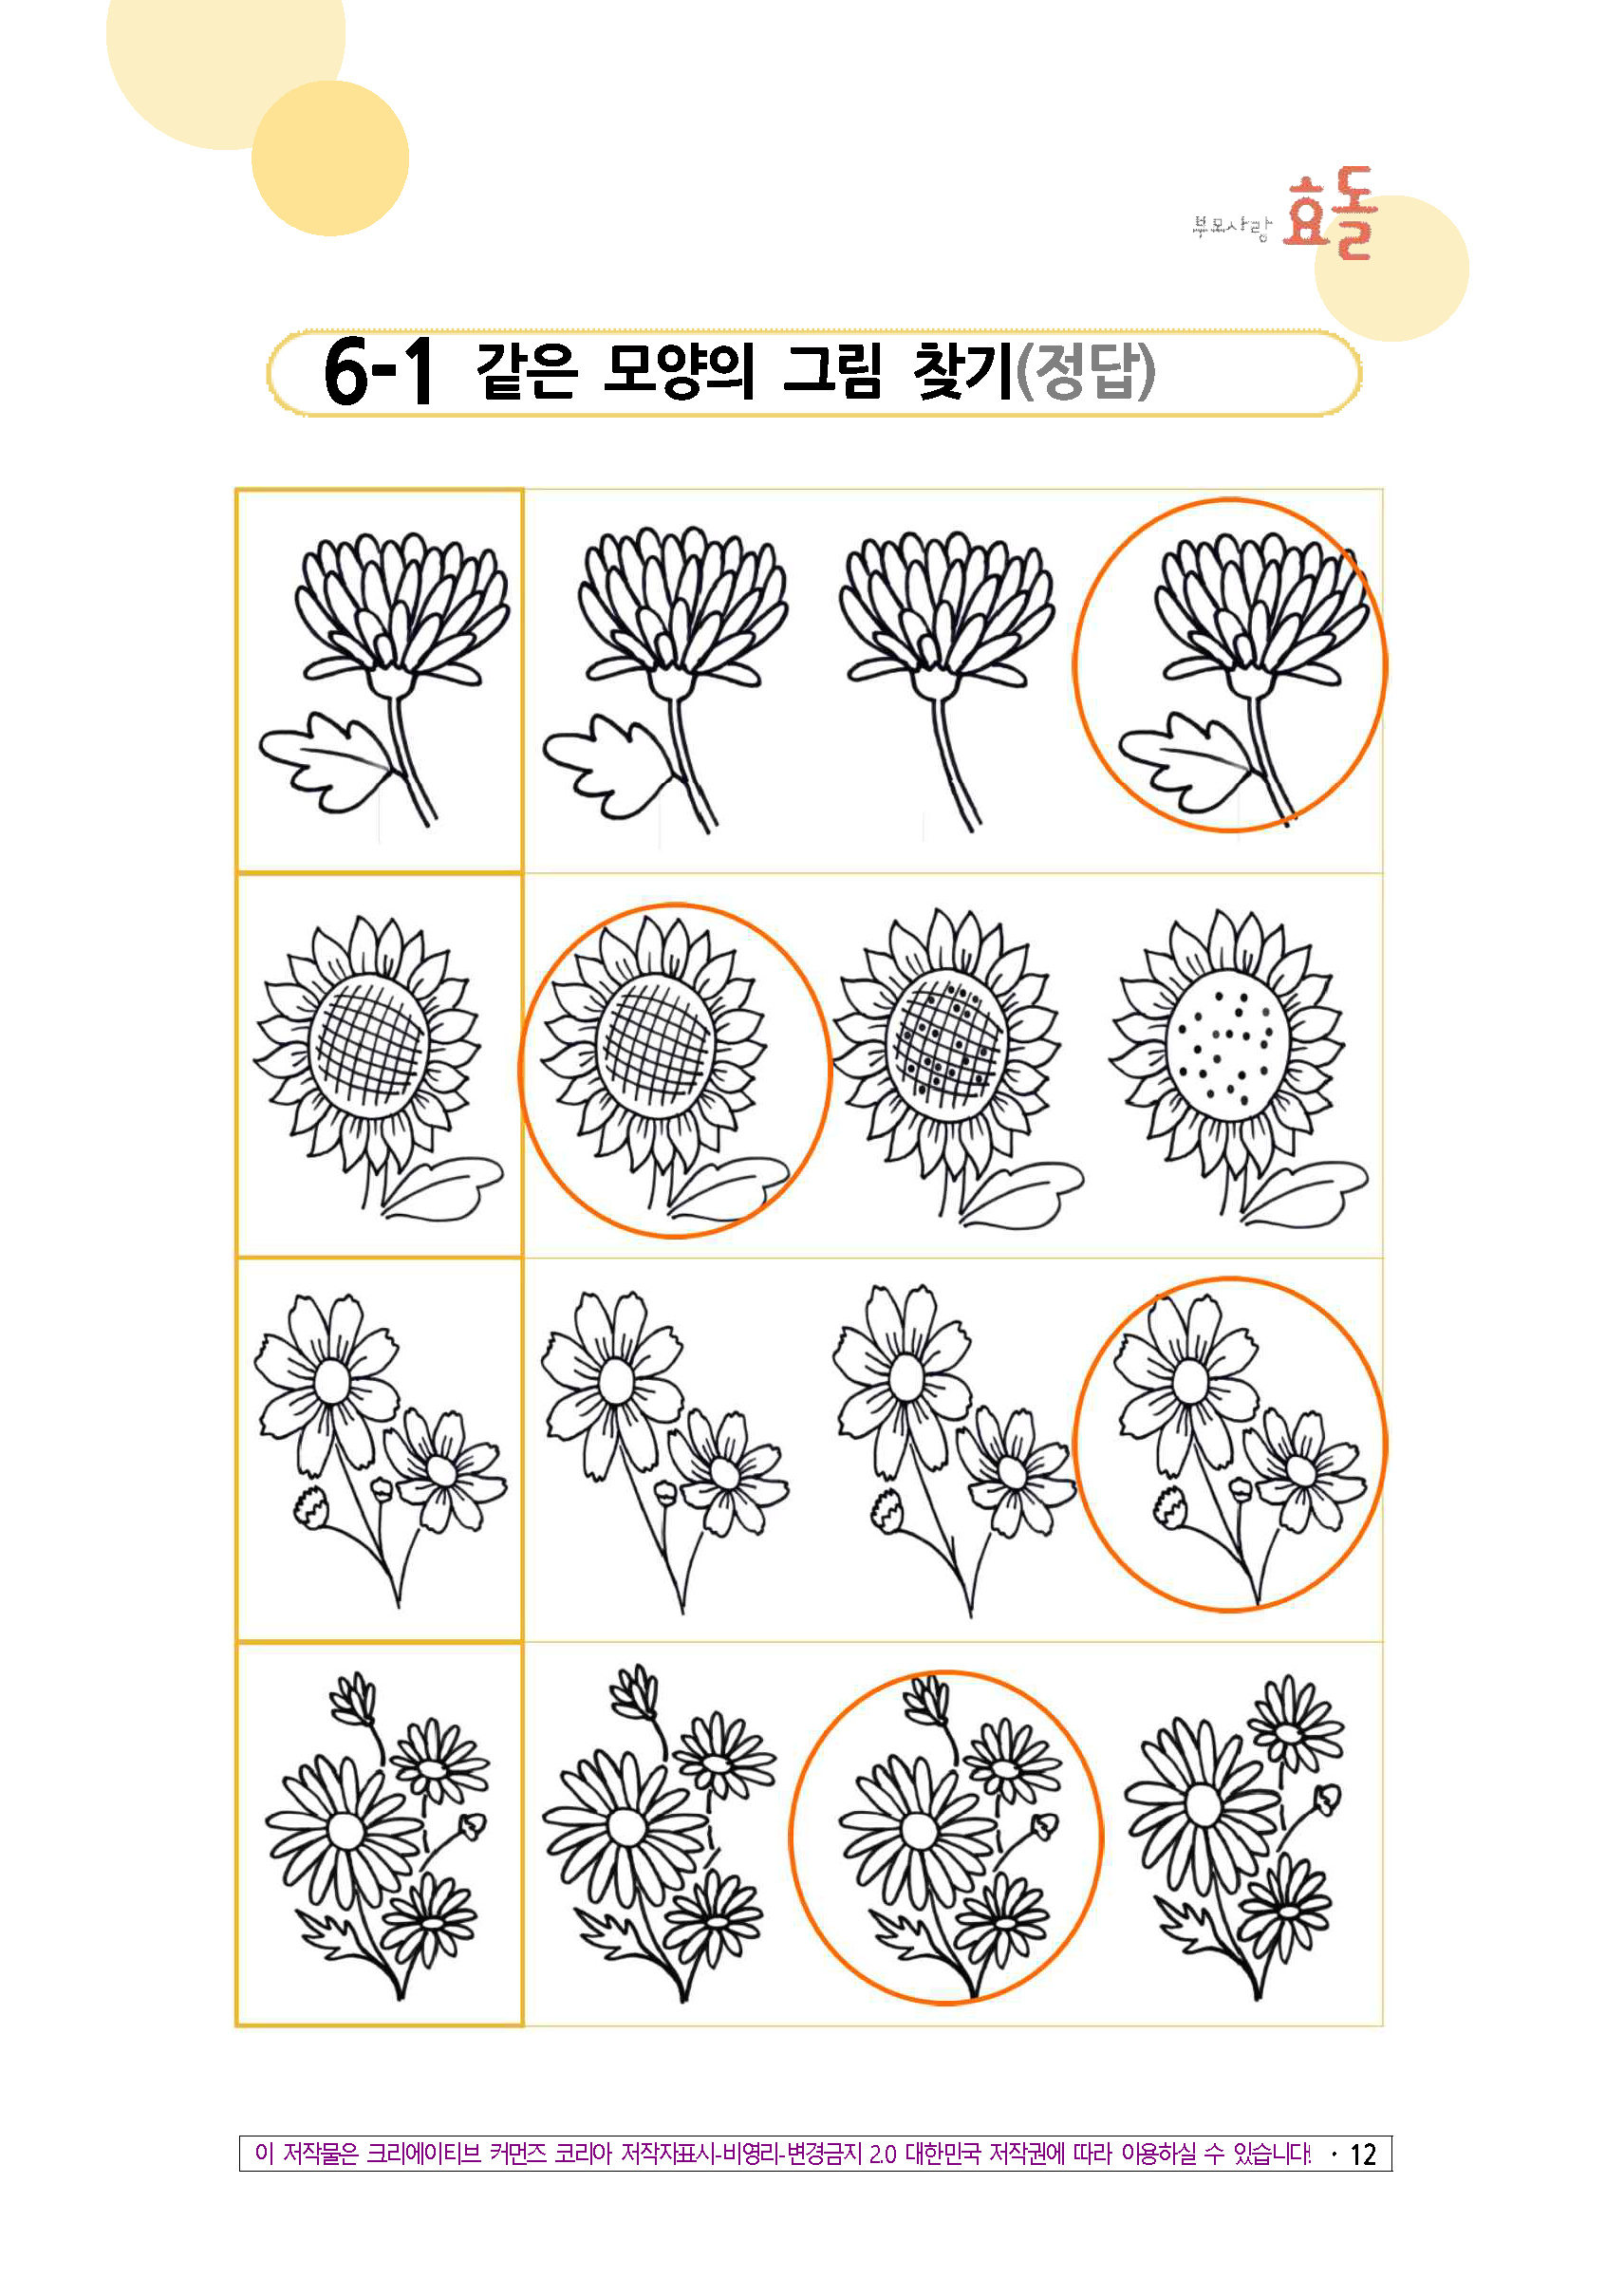 부모사랑 효돌
6-1 같은 모양의 그림 찾기(정답)
이 저작물은 크리에이티브 커먼즈 코리아 저작자표시-비영리-변경금지 2.0 대한민국 저작권에 따라 이용하실 수 있습니다! · 12